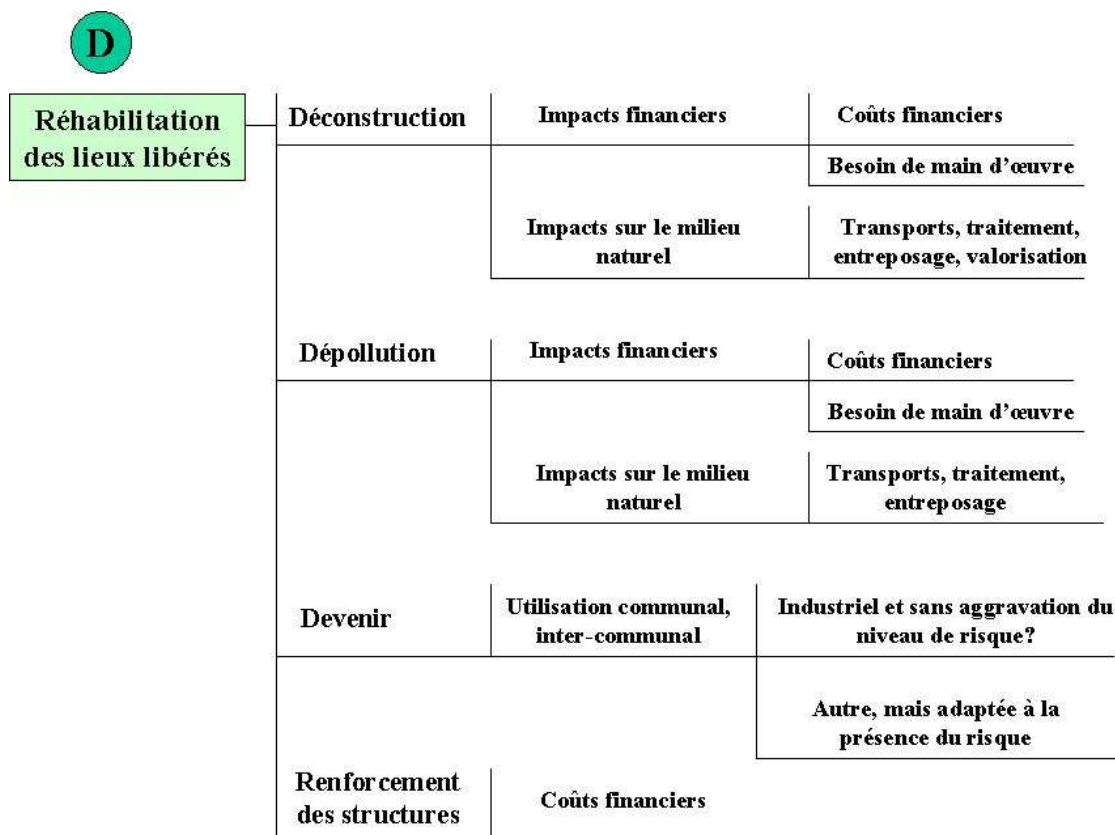 D
Réhabilitation
des lieux libérés
Déconstruction
Impacts financiers
Coûts financiers
Besoin de main d'œuvre
Impacts sur le milieu
naturel
Transports, traitement,
entreposage, valorisation
Dépollution
Impacts financiers
Coûts financiers
Besoin de main d'œuvre
Impacts sur le milieu
naturel
Transports, traitement,
entreposage
Devenir
Utilisation communal,
inter-communal
Industriel et sans aggravation du
niveau de risque?
Autre, mais adaptée à la
présence du risque
Renforcement
des structures
Coûts financiers